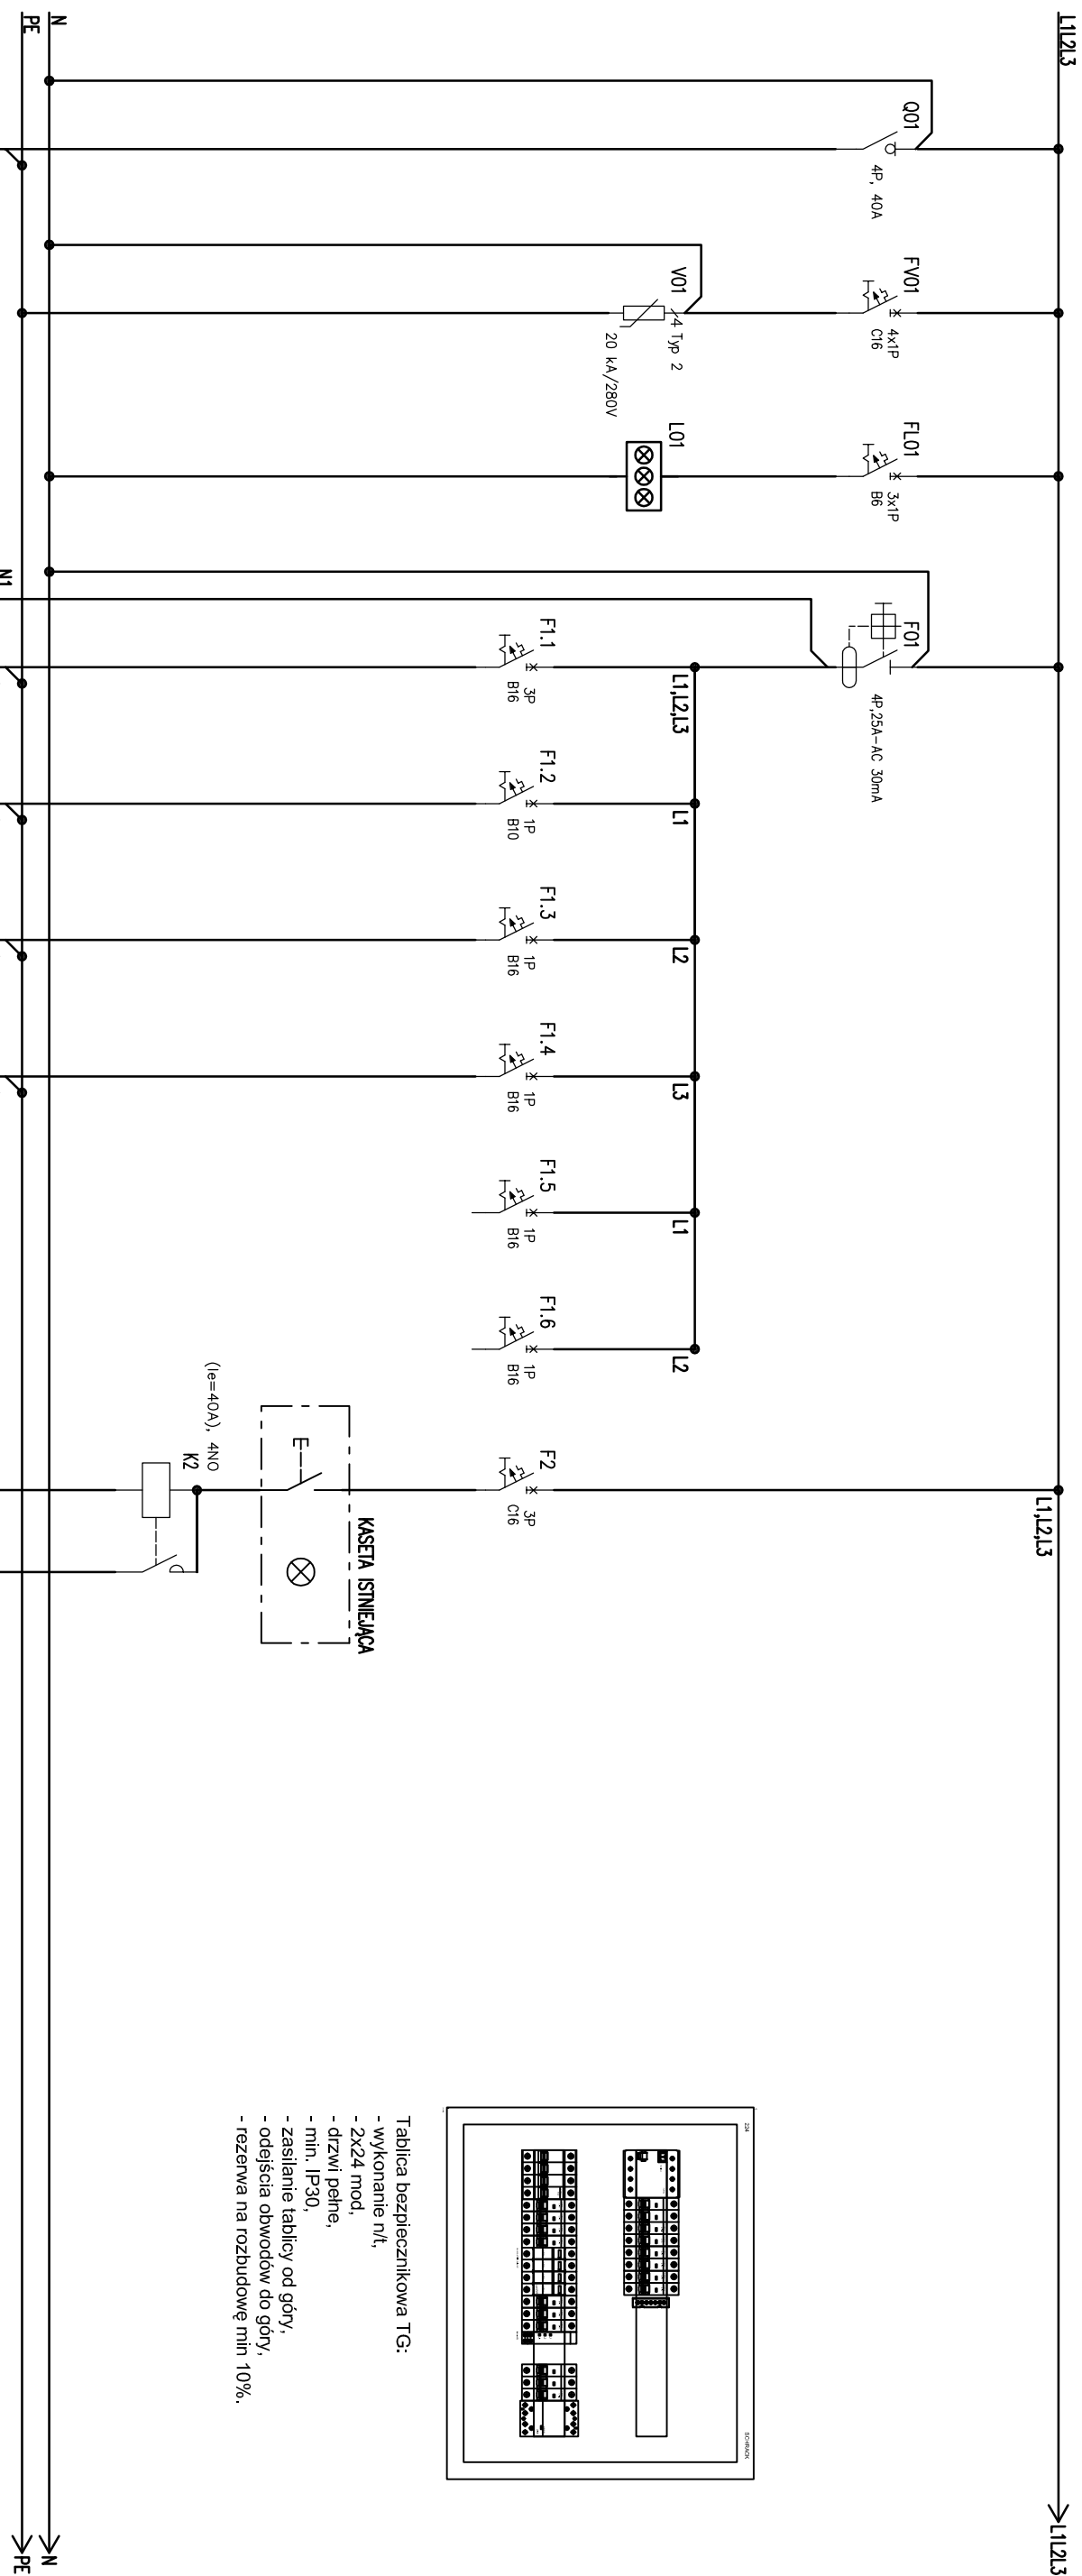 L1L2L3
L1L2L3
N
PE
N
PE
Q01
4P, 40A
FV01
4x1P
C16
V01
4 Typ 2
20 kA/280V
FL01
3x1P
B6
L01
F01
4P,25A-AC 30mA
N1
L1,L2,L3
L1
L2
L3
L1
L2
F1.1
3P
B16
F1.2
1P
B10
F1.3
1P
B16
F1.4
1P
B16
F1.5
1P
B16
F1.6
1P
B16
L1,L2,L3
F2
3P
C16
KASETA ISTNIEJĄCA
K2
(Ie=40A), 4NO
SCHRACK
Tablica bezpiecznikowa TG:
- wykonanie n/t,
- 2x24 mod,
- drzwi pełne,
- min. IP30,
- zasilanie tablicy od góry,
- odejścia obwodów do góry,
- rezerwa na rozbudowę min 10%.